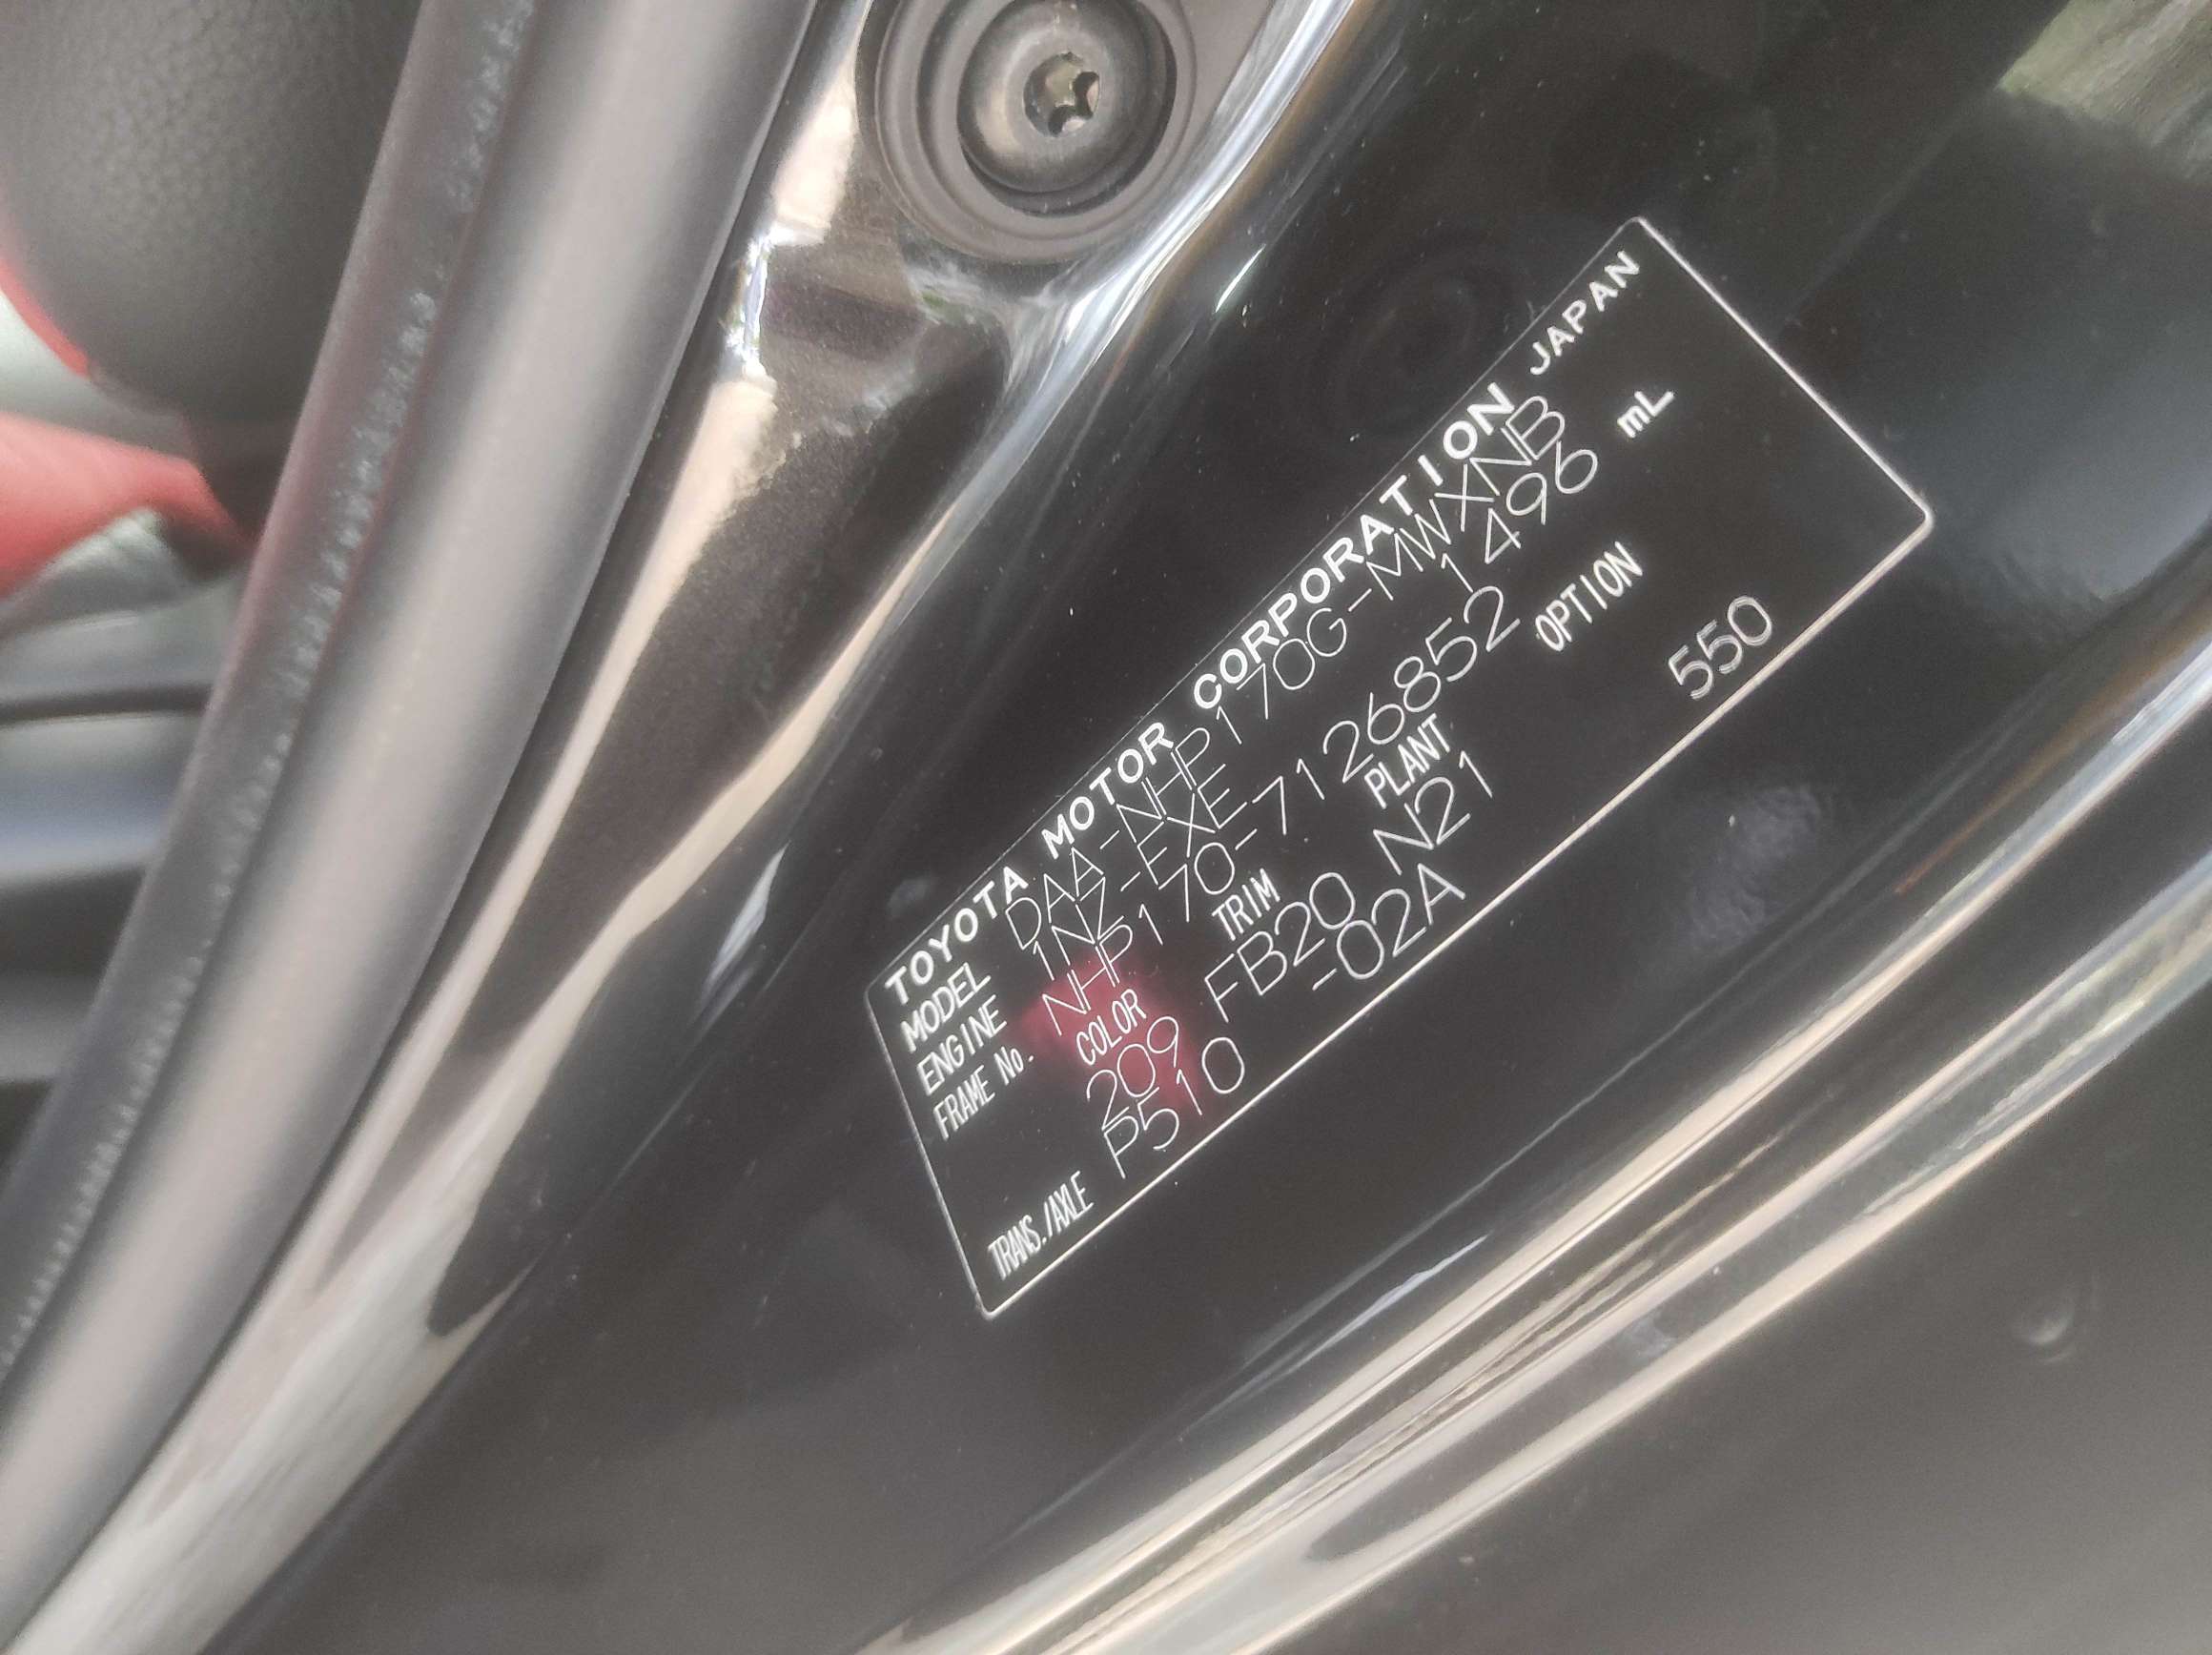 TOYOTA MOTOR CORPORATION JAPAN
MODEL DAA-NHP170G-MWXNB
ENGINE 1NZ-FXE 1496 mL
FRAME No. NHP170-7126852
COLOR TRIM PLANT OPTION
209 FB20 N21
TRANS./AXLE P510 -02A 550